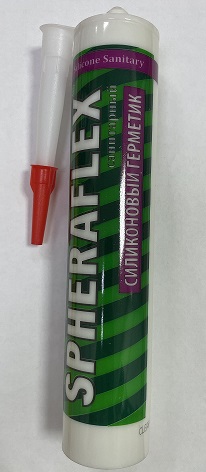 Silicone Sanitary
SPHERAFLEX
санитарный
СИЛИКОНОВЫЙ ГЕРМЕТИК